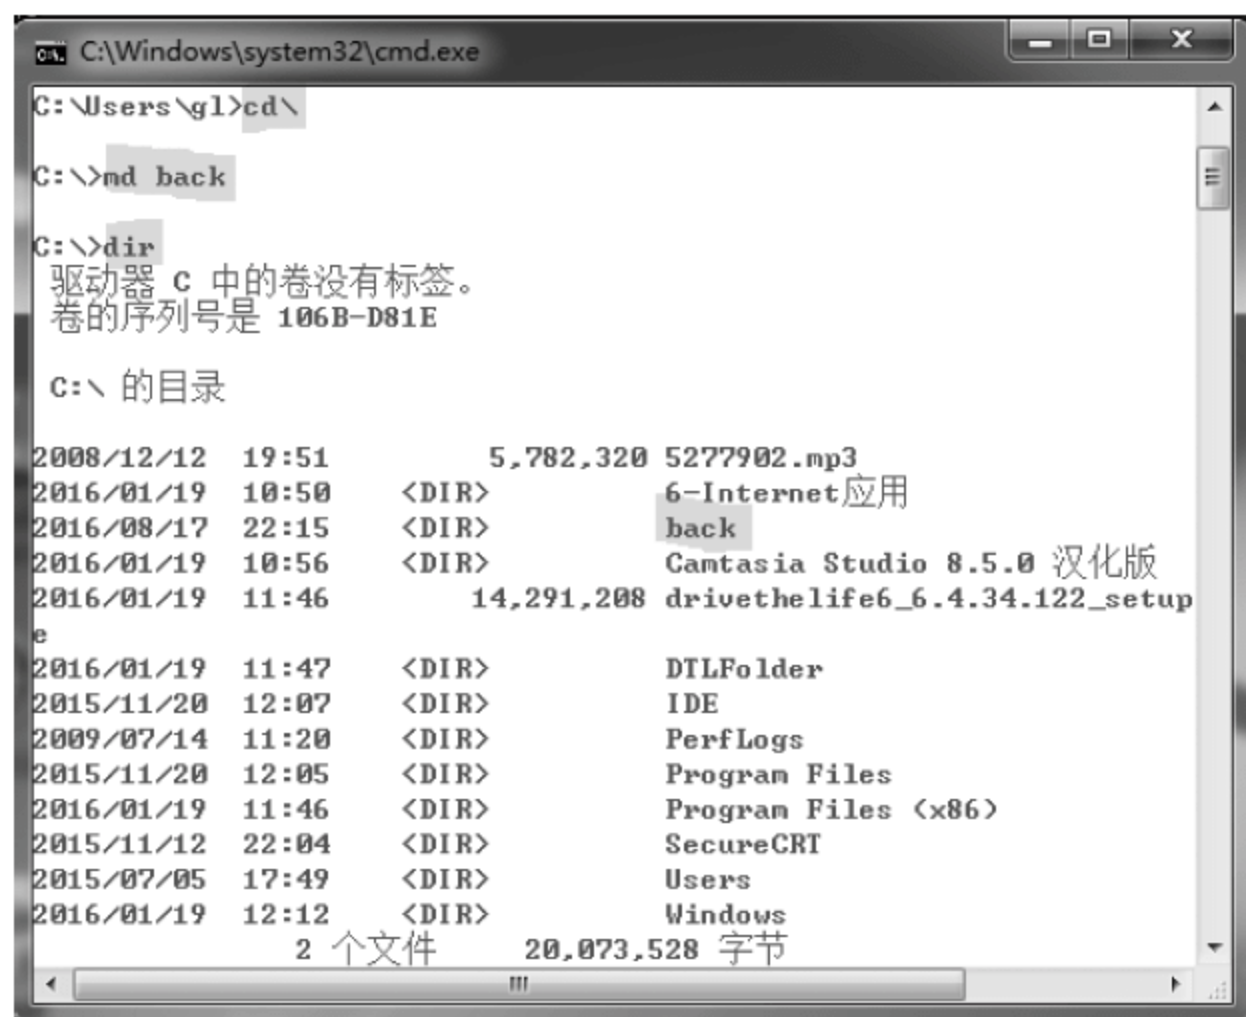 C:\Windows\system32\cmd.exe
C:\Users\gl>cd\
C:\>md back
C:\>dir
驱动器 C 中的卷没有标签。
卷的序列号是 106B-D81E
C:\ 的目录
2008/12/12 19:51 5,782,320 5277902.mp3
2016/01/19 10:50 <DIR> 6-Internet应用
2016/08/17 22:15 <DIR> back
2016/01/19 10:56 <DIR> Camtasia Studio 8.5.0 汉化版
2016/01/19 11:46 14,291,208 drivethelife6_6.4.34.122_setup
e
2016/01/19 11:47 <DIR> DTLFolder
2015/11/20 12:07 <DIR> IDE
2009/07/14 11:20 <DIR> PerfLogs
2015/11/20 12:05 <DIR> Program Files
2016/01/19 11:46 <DIR> Program Files (x86)
2015/11/12 22:04 <DIR> SecureCRT
2015/07/05 17:49 <DIR> Users
2016/01/19 12:12 <DIR> Windows
2 个文件 20,073,528 字节